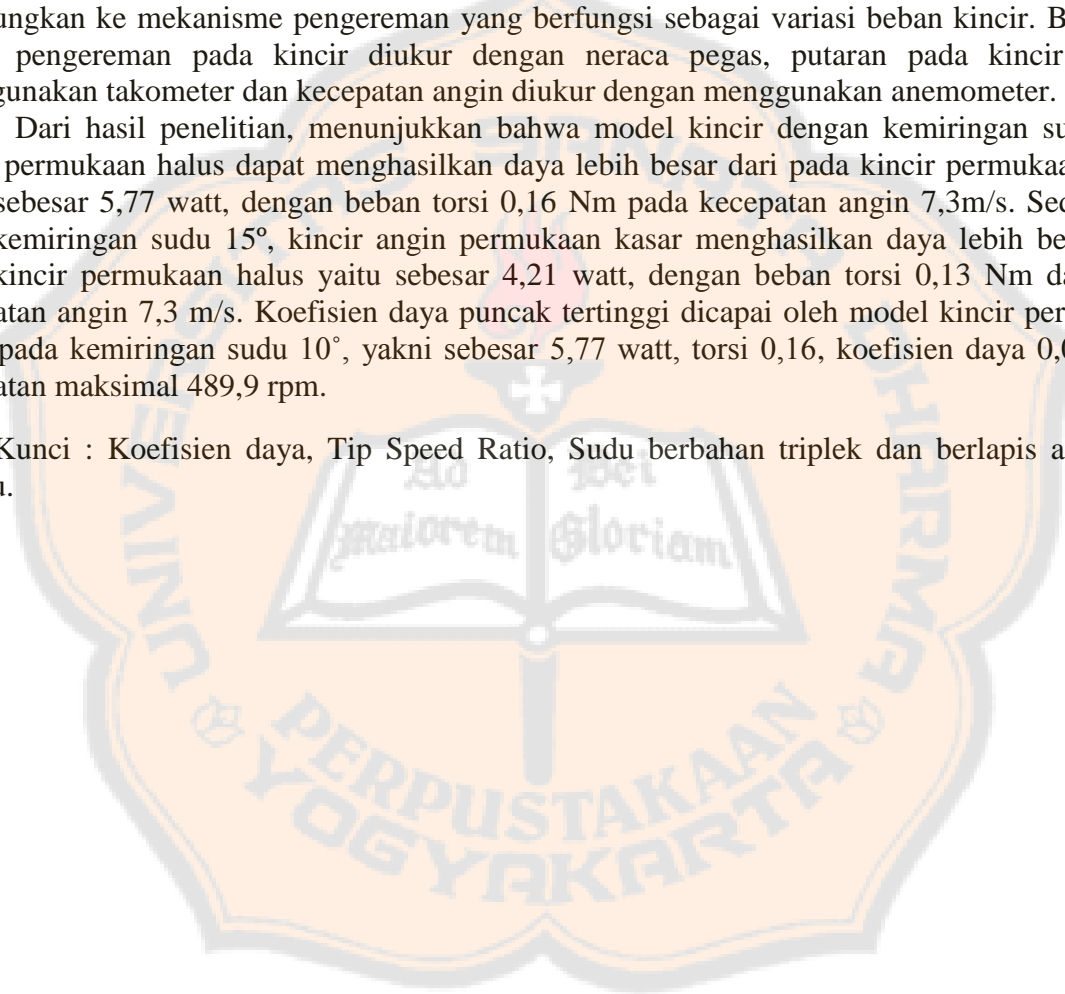 ungkan ke mekanisme pengereman yang berfungsi sebagai variasi beban kincir. B
pengereman pada kincir diukur dengan neraca pegas, putaran pada kincir
gunakan takometer dan kecepatan angin diukur dengan menggunakan anemometer.
Dari hasil penelitian, menunjukkan bahwa model kincir dengan kemiringan su
permukaan halus dapat menghasilkan daya lebih besar dari pada kincir permukaa
sebesar 5,77 watt, dengan beban torsi 0,16 Nm pada kecepatan angin 7,3m/s. Sed
kemiringan sudu 15º, kincir angin permukaan kasar menghasilkan daya lebih be
kincir permukaan halus yaitu sebesar 4,21 watt, dengan beban torsi 0,13 Nm da
atan angin 7,3 m/s. Koefisien daya puncak tertinggi dicapai oleh model kincir per
pada kemiringan sudu 10˚, yakni sebesar 5,77 watt, torsi 0,16, koefisien daya 0,0
atan maksimal 489,9 rpm.
Kunci : Koefisien daya, Tip Speed Ratio, Sudu berbahan triplek dan berlapis a
u.
UNIVERSITAS SANATA DHARMA
Ad Dei
Maiorem Gloriam
PERPUSTAKAAN
YOGYAKARTA